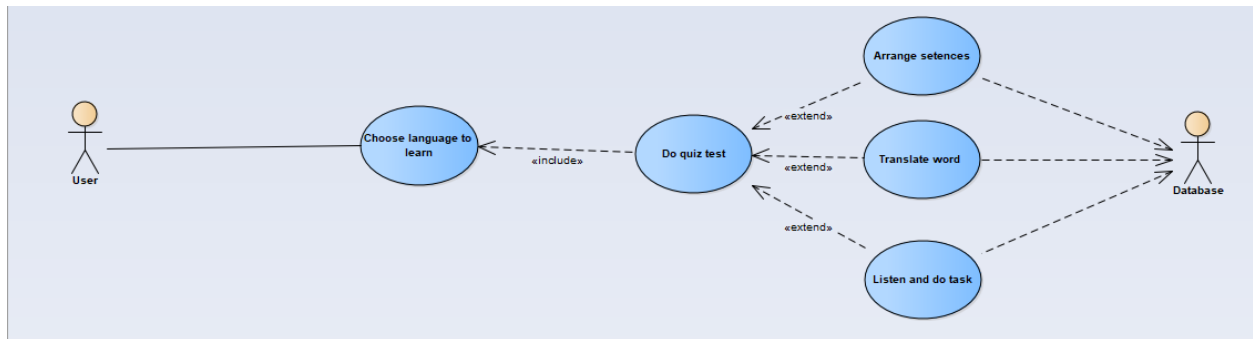 Arrange setences
«extend»
Choose language to
learn
«include»
Do quiz test
«extend»
Translate word
User
Database
«extend»
Listen and do task